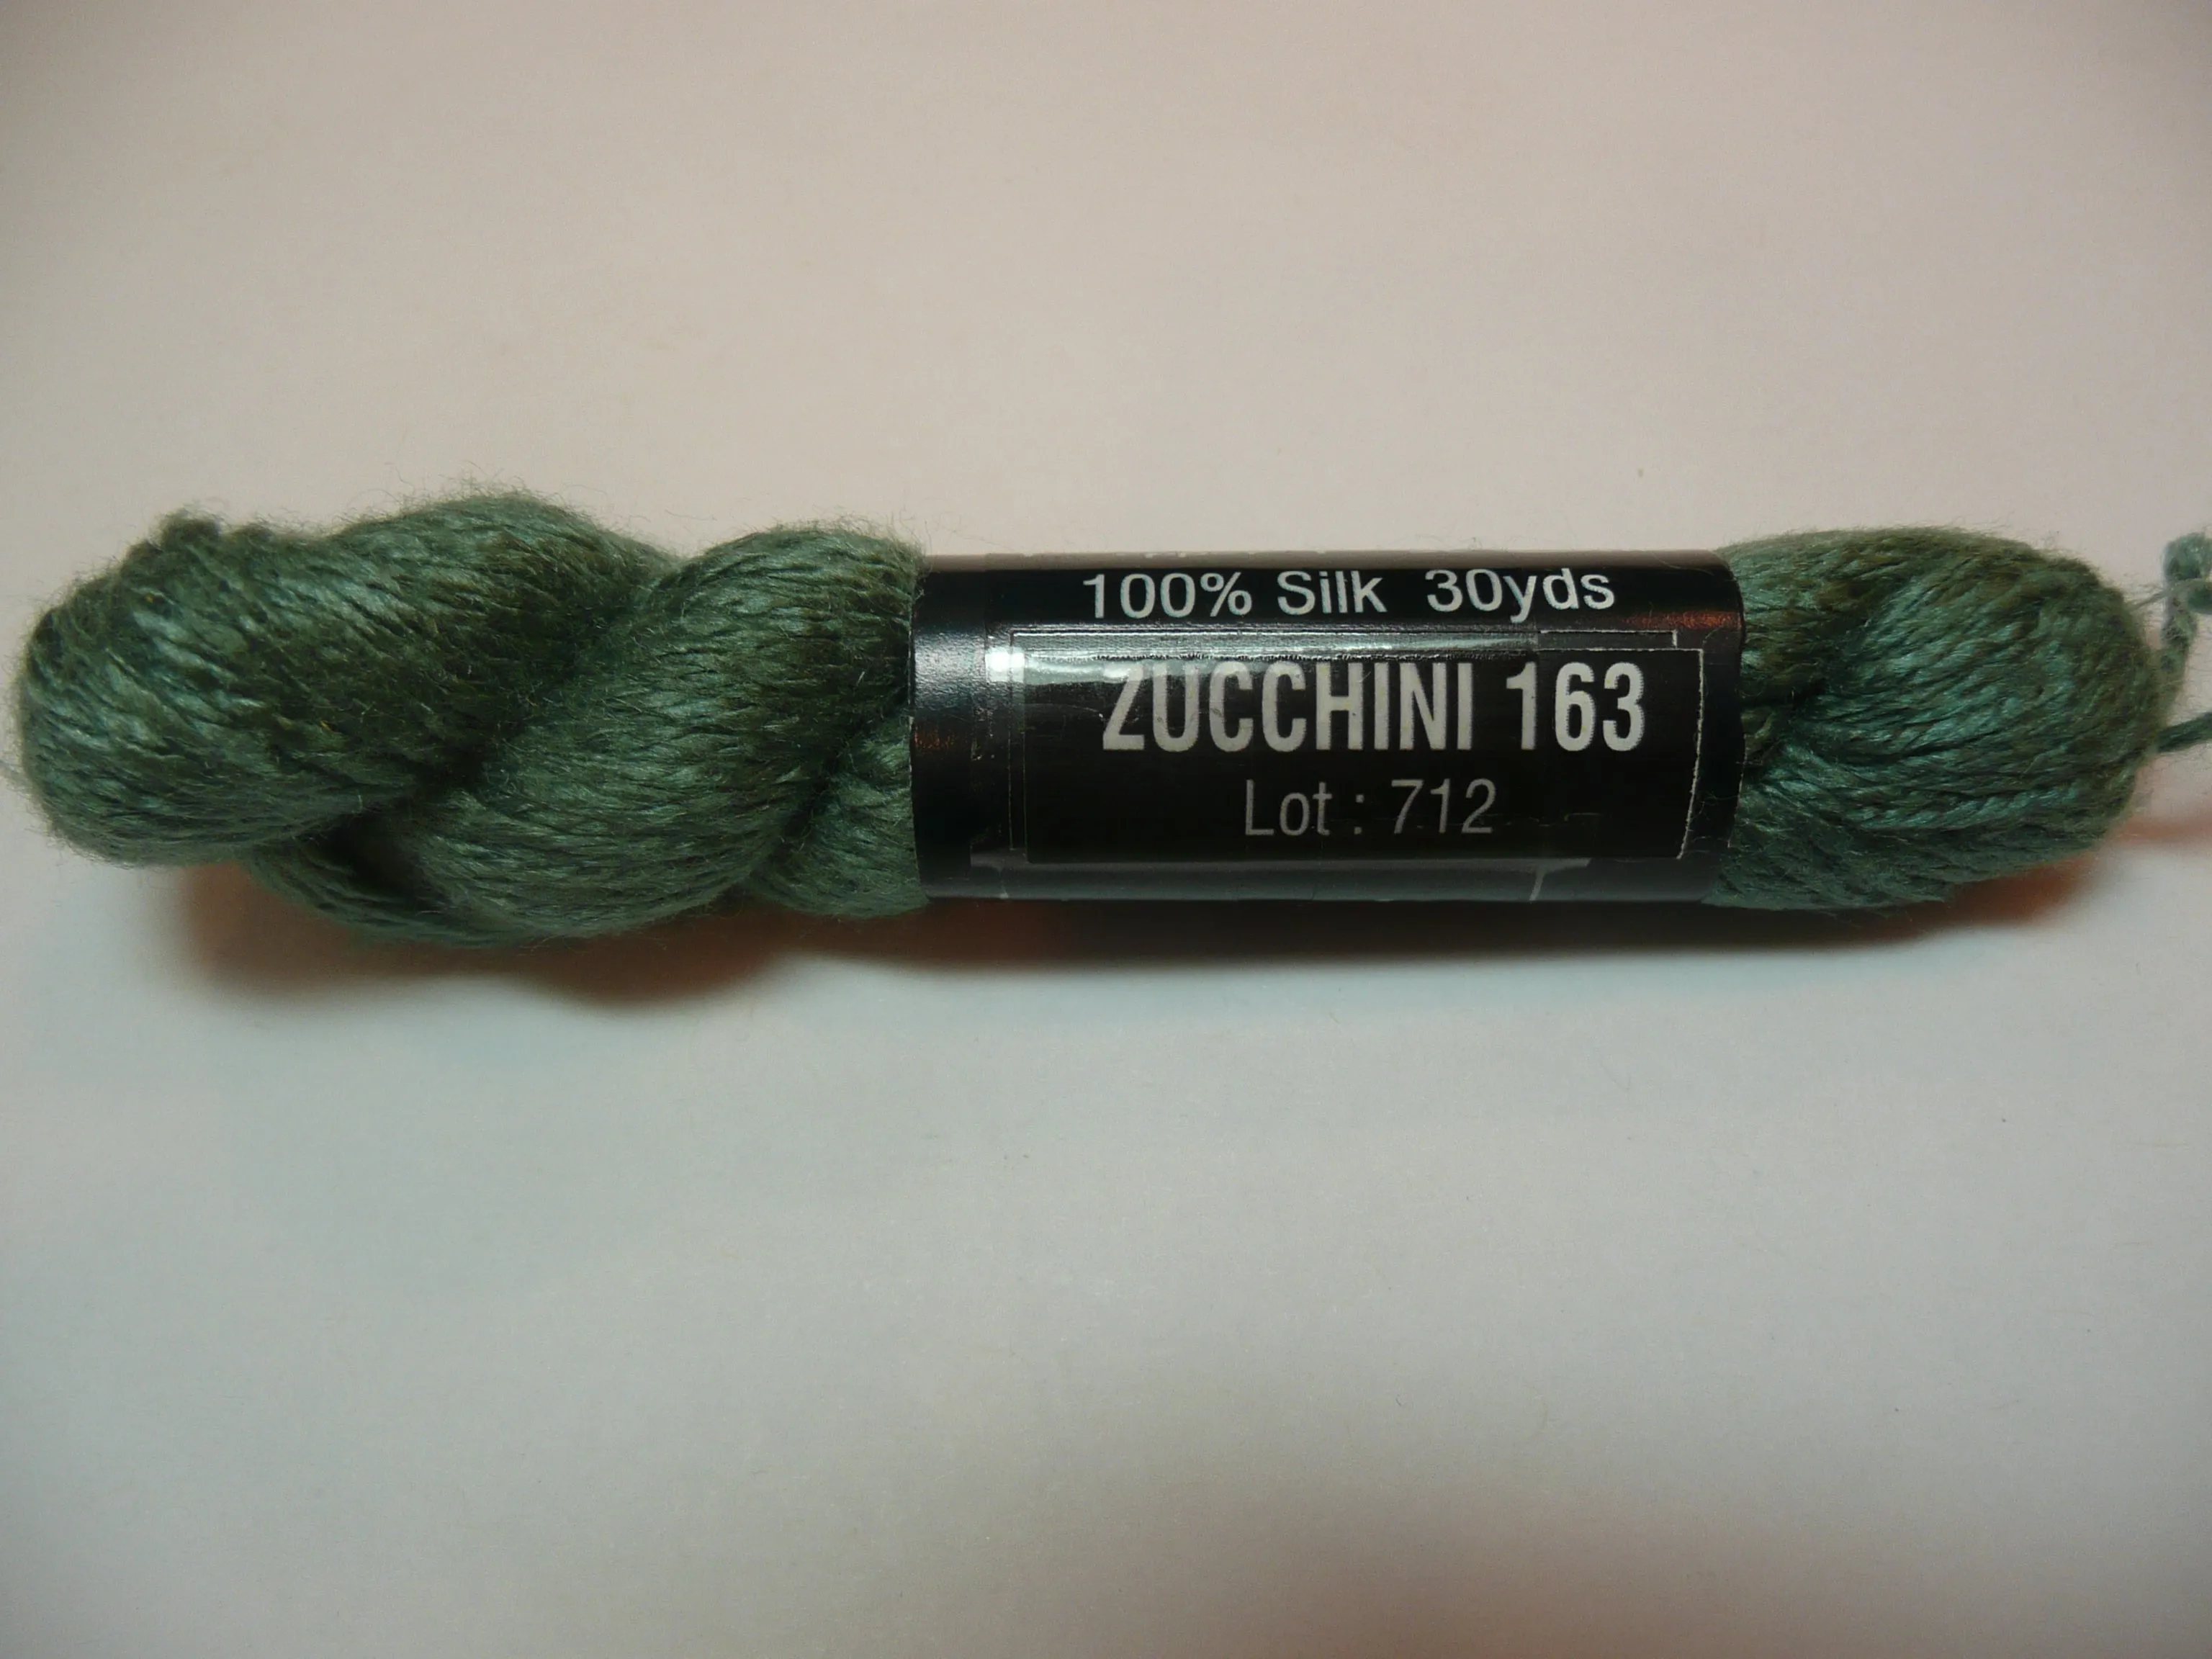 100% Silk 30yds
ZUCCHINI 163
Lot : 712